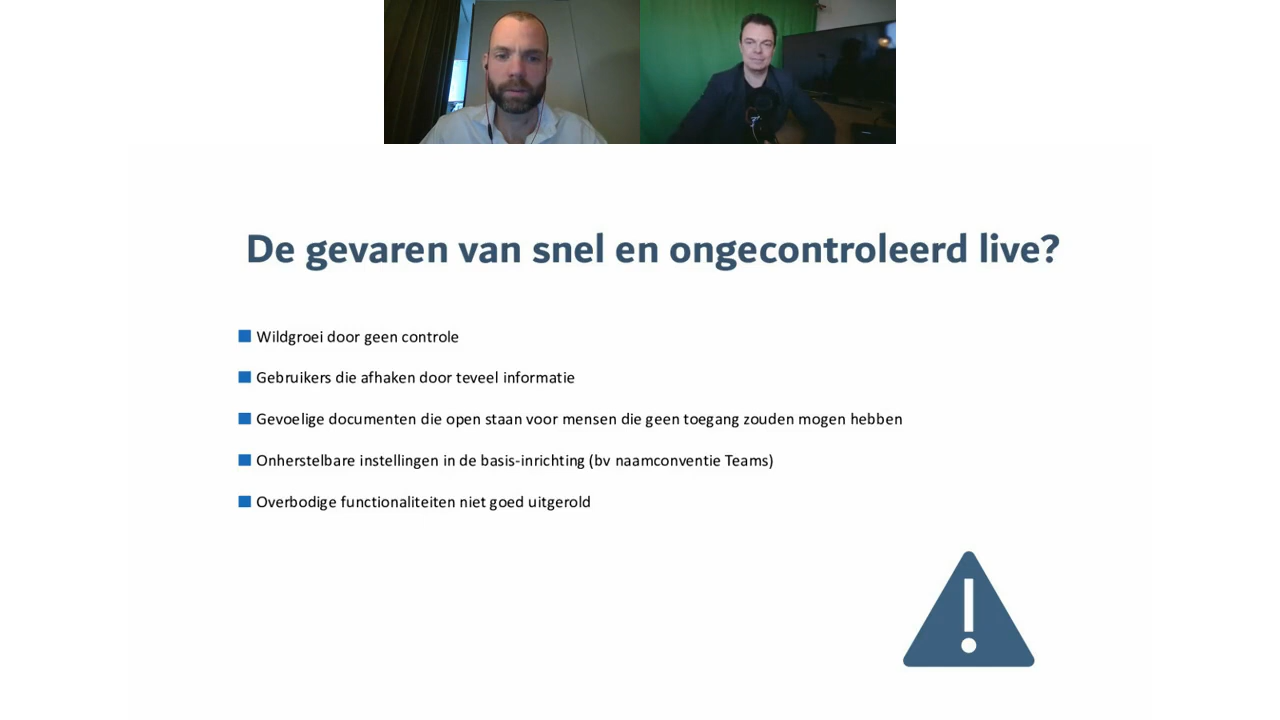 De gevaren van snel en ongecontroleerd live?
Wildgroei door geen controle
Gebruikers die afhaken door teveel informatie
Gevoelige documenten die open staan voor mensen die geen toegang zouden mogen hebben
Onherstelbare instellingen in de basis-inrichting (bv naamconventie Teams)
Overbodige functionaliteiten niet goed uitgerold